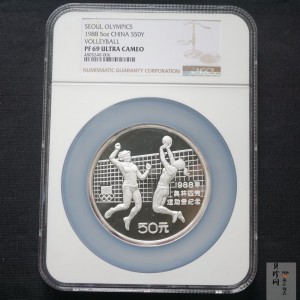 SEOUL OLYMPICS
1988 5oz CHINA S50Y
VOLLEYBALL
PF 69 ULTRA CAMEO
NUMISMATIC GUARANTY CORPORATION
NGC
1988年
奥林匹克
运动会纪念
50元